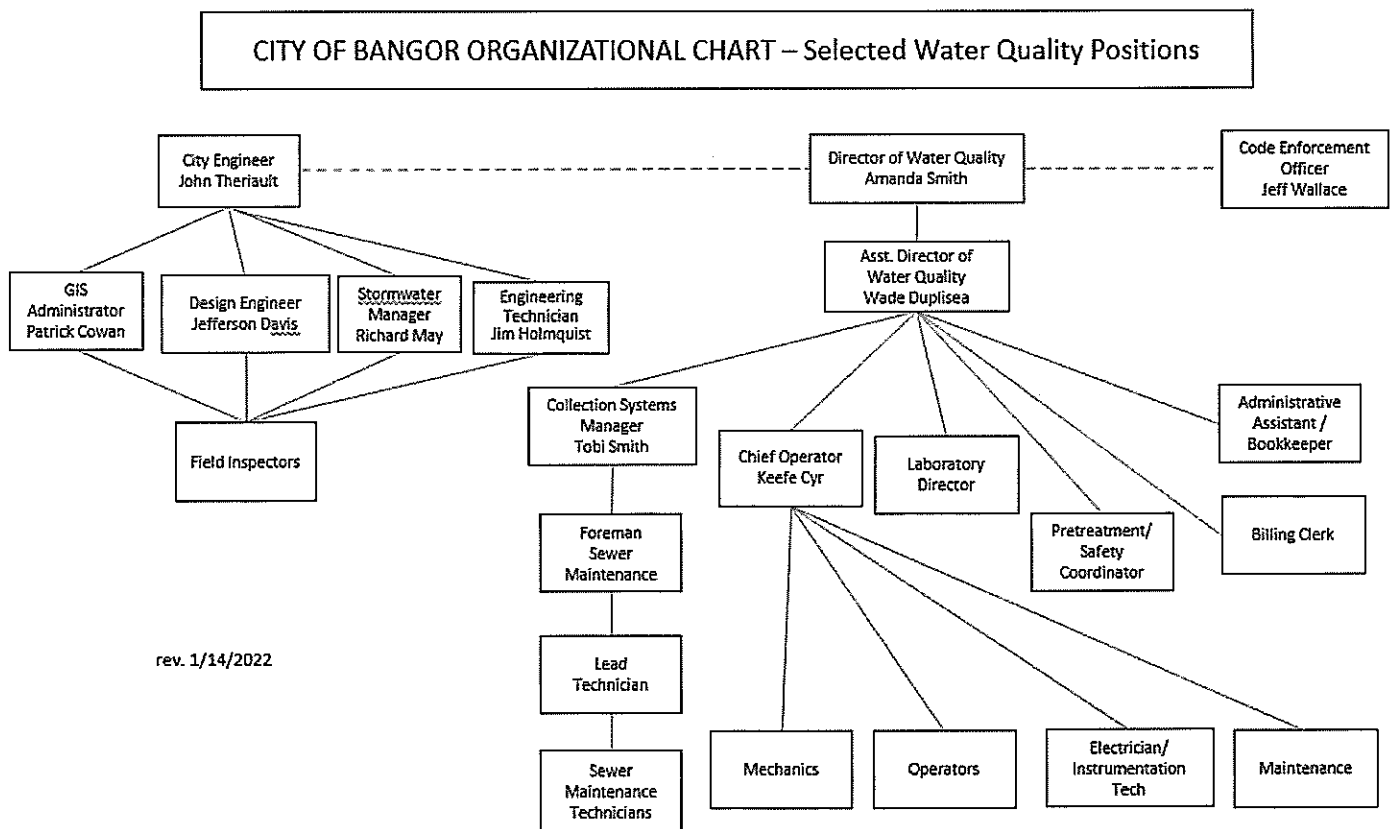 CITY OF BANGOR ORGANIZATIONAL CHART – Selected Water Quality Positions
City Engineer
John Theriault
Director of Water Quality
Amanda Smith
Code Enforcement
Officer
Jeff Wallace
Asst. Director of
Water Quality
Wade Duplisea
GIS
Administrator
Patrick Cowan
Design Engineer
Jefferson Davis
Stormwater
Manager
Richard May
Engineering
Technician
Jim Holmquist
Field Inspectors
Collection Systems
Manager
Tobi Smith
Chief Operator
Keefe Cyr
Laboratory
Director
Pretreatment/
Safety
Coordinator
Administrative
Assistant /
Bookkeeper
Billing Clerk
Foreman
Sewer
Maintenance
Lead
Technician
Sewer
Maintenance
Technicians
Mechanics
Operators
Electrician/
Instrumentation
Tech
Maintenance
rev. 1/14/2022